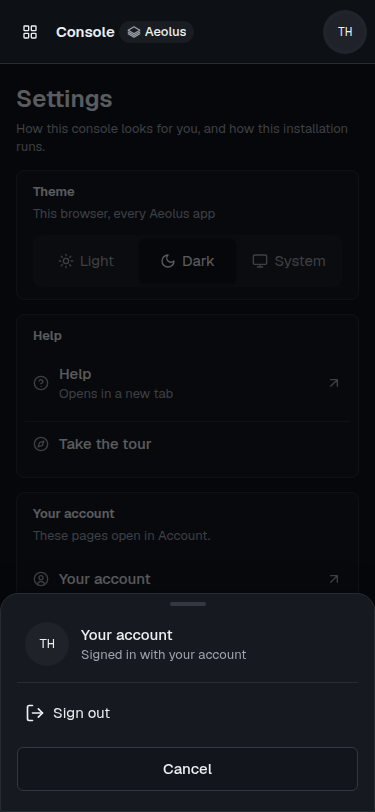 Console Aeolus TH
Settings
How this console looks for you, and how this installation
runs.
Theme
This browser, every Aeolus app
Light Dark System
Help
Help
Opens in a new tab
Take the tour
Your account
These pages open in Account.
Your account
TH
Your account
Signed in with your account
Sign out
Cancel